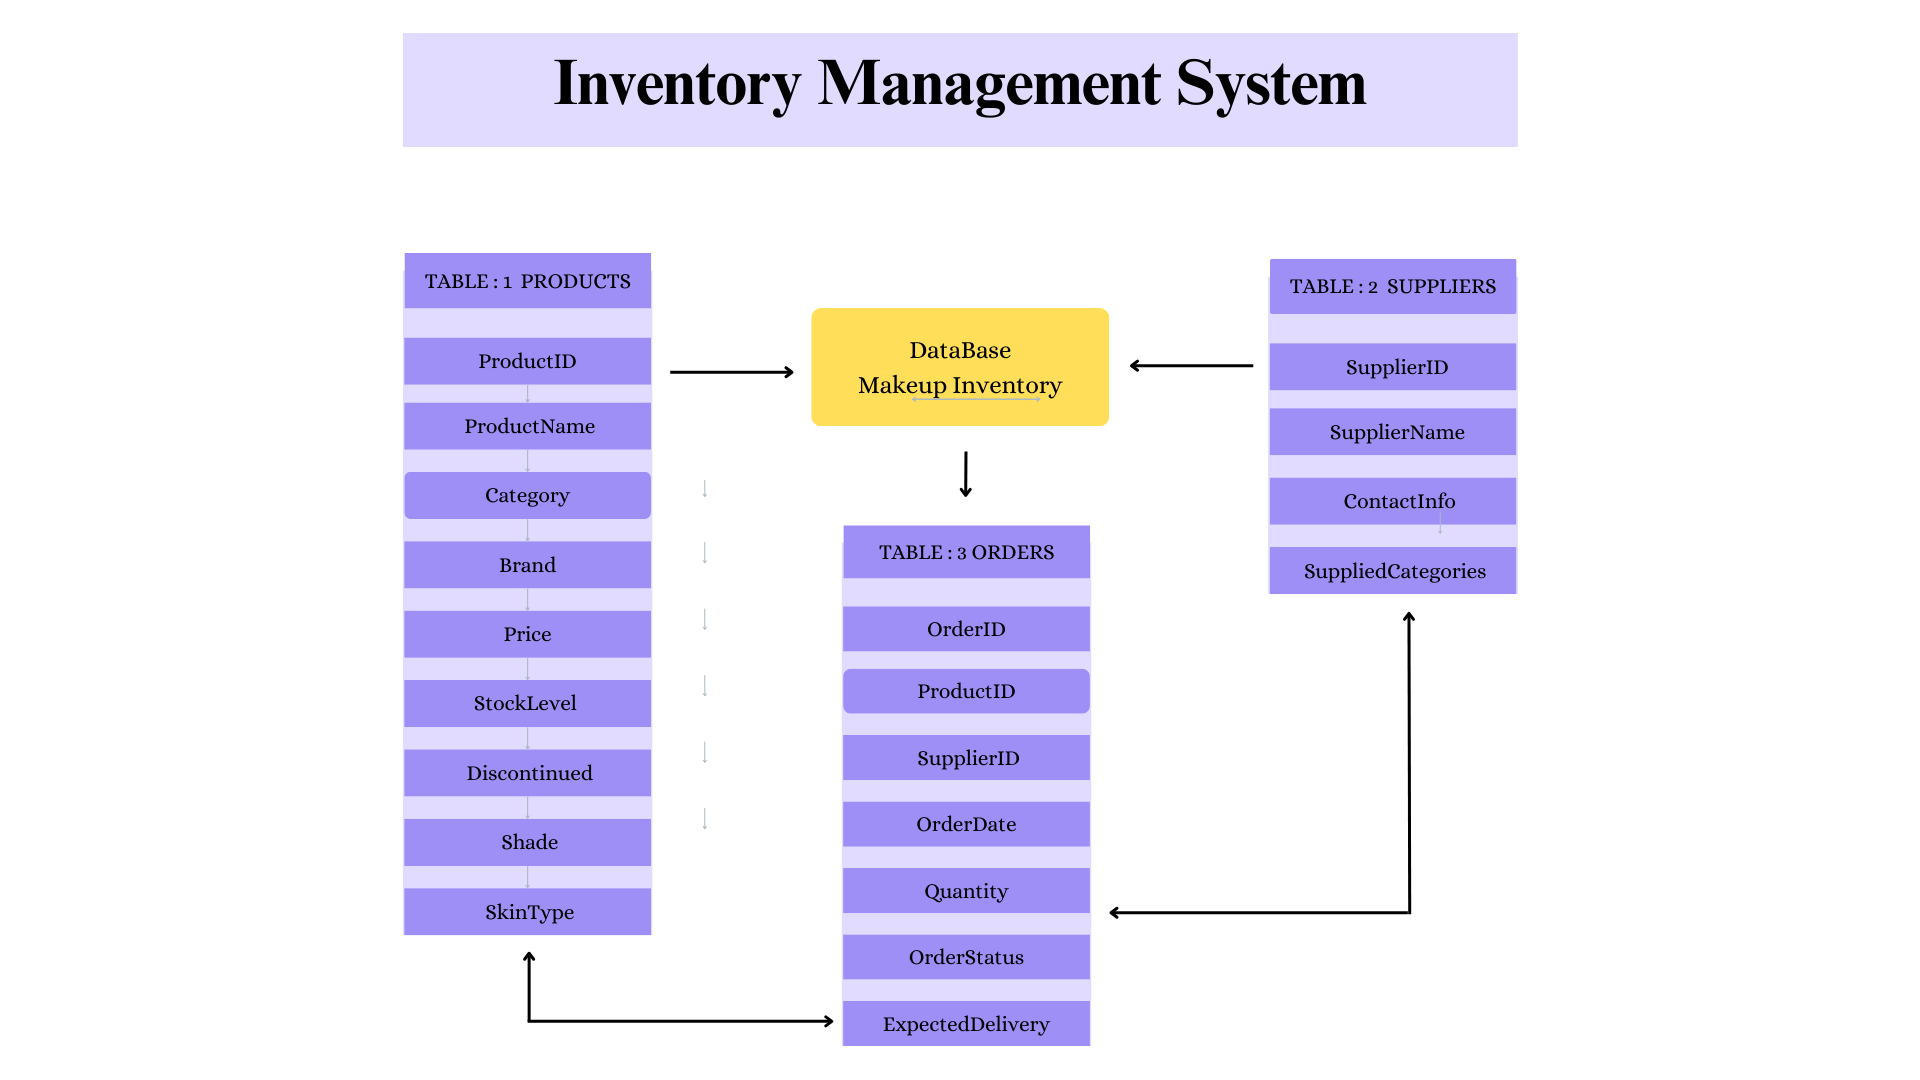 Inventory Management System
TABLE : 1 PRODUCTS
ProductID
ProductName
Category
Brand
Price
StockLevel
Discontinued
Shade
SkinType
DataBase
Makeup Inventory
TABLE : 3 ORDERS
OrderID
ProductID
SupplierID
OrderDate
Quantity
OrderStatus
ExpectedDelivery
TABLE : 2 SUPPLIERS
SupplierID
SupplierName
ContactInfo
SuppliedCategories